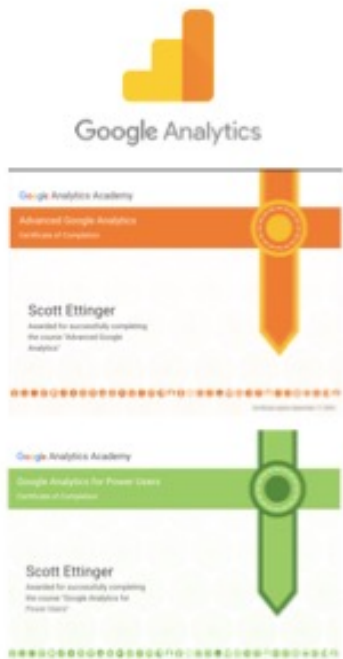 Google Analytics
Google Analytics Academy
Advanced Google Analytics
Certificate of Completion
Scott Ettinger
Awarded for successfully completing
the course "Advanced Google
Analytics"
Google Analytics Academy
Google Analytics for Power Users
Certificate of Completion
Scott Ettinger
Awarded for successfully completing
the course "Google Analytics for
Power Users"